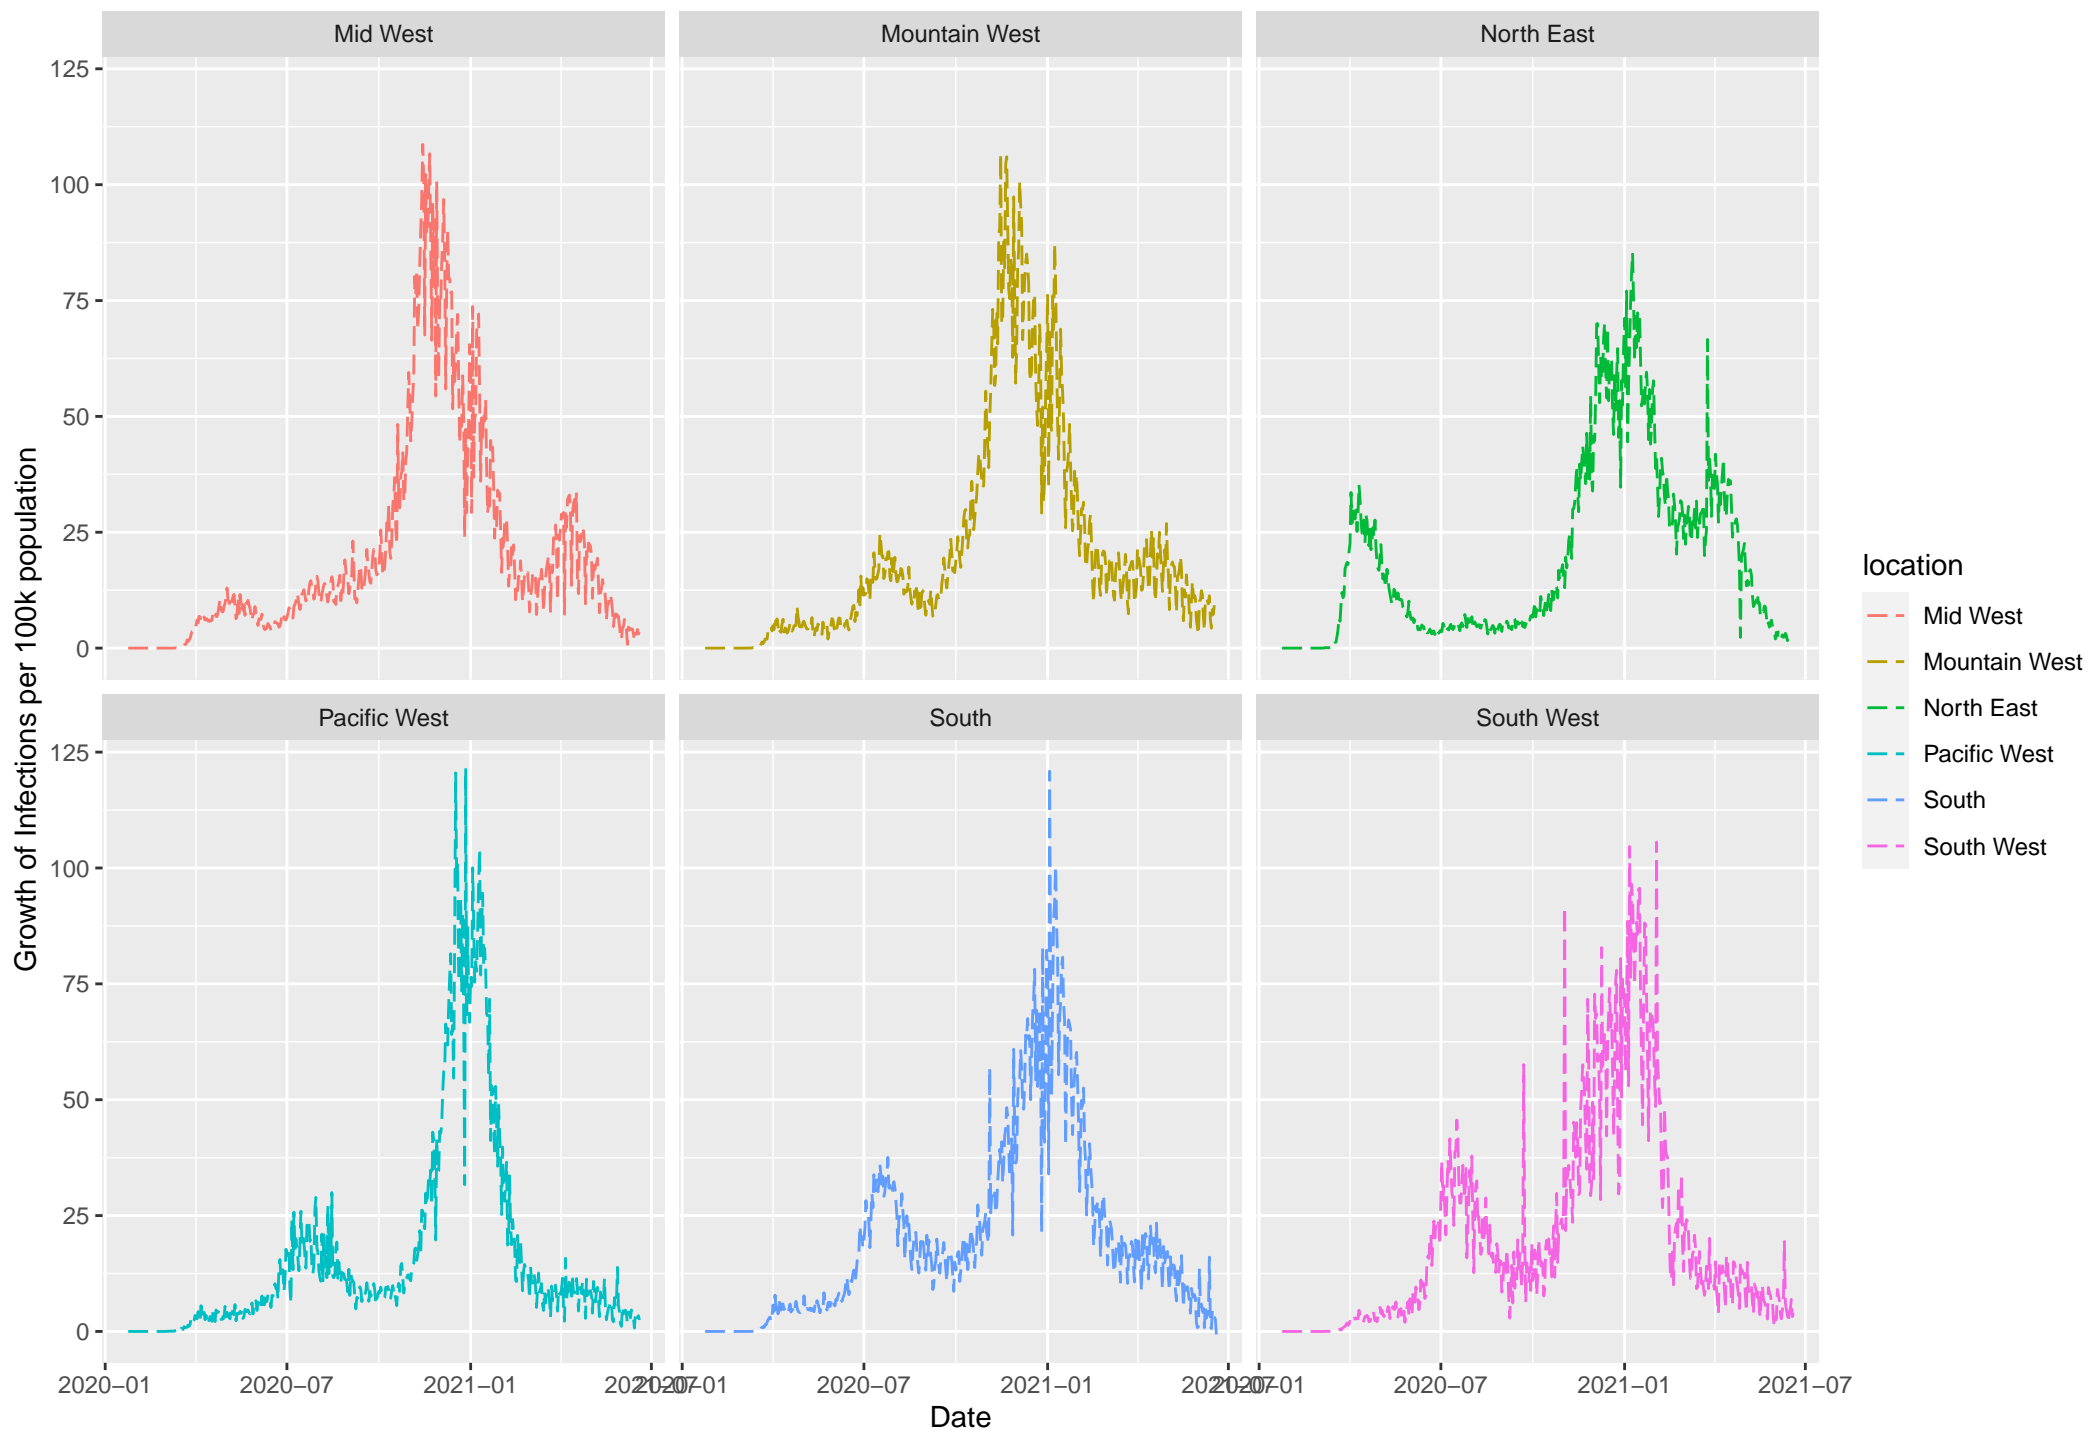 Mid West
Mountain West
North East
125
100
75
50
25
0
Pacific West
South
South West
125
100
75
50
25
0
2020−01
2020−07
2021−01
2021−07
2020−01
2020−07
2021−01
2021−07
2020−01
2020−07
2021−01
2021−07
Date
Growth of Infections per 100k population
location
Mid West
Mountain West
North East
Pacific West
South
South West